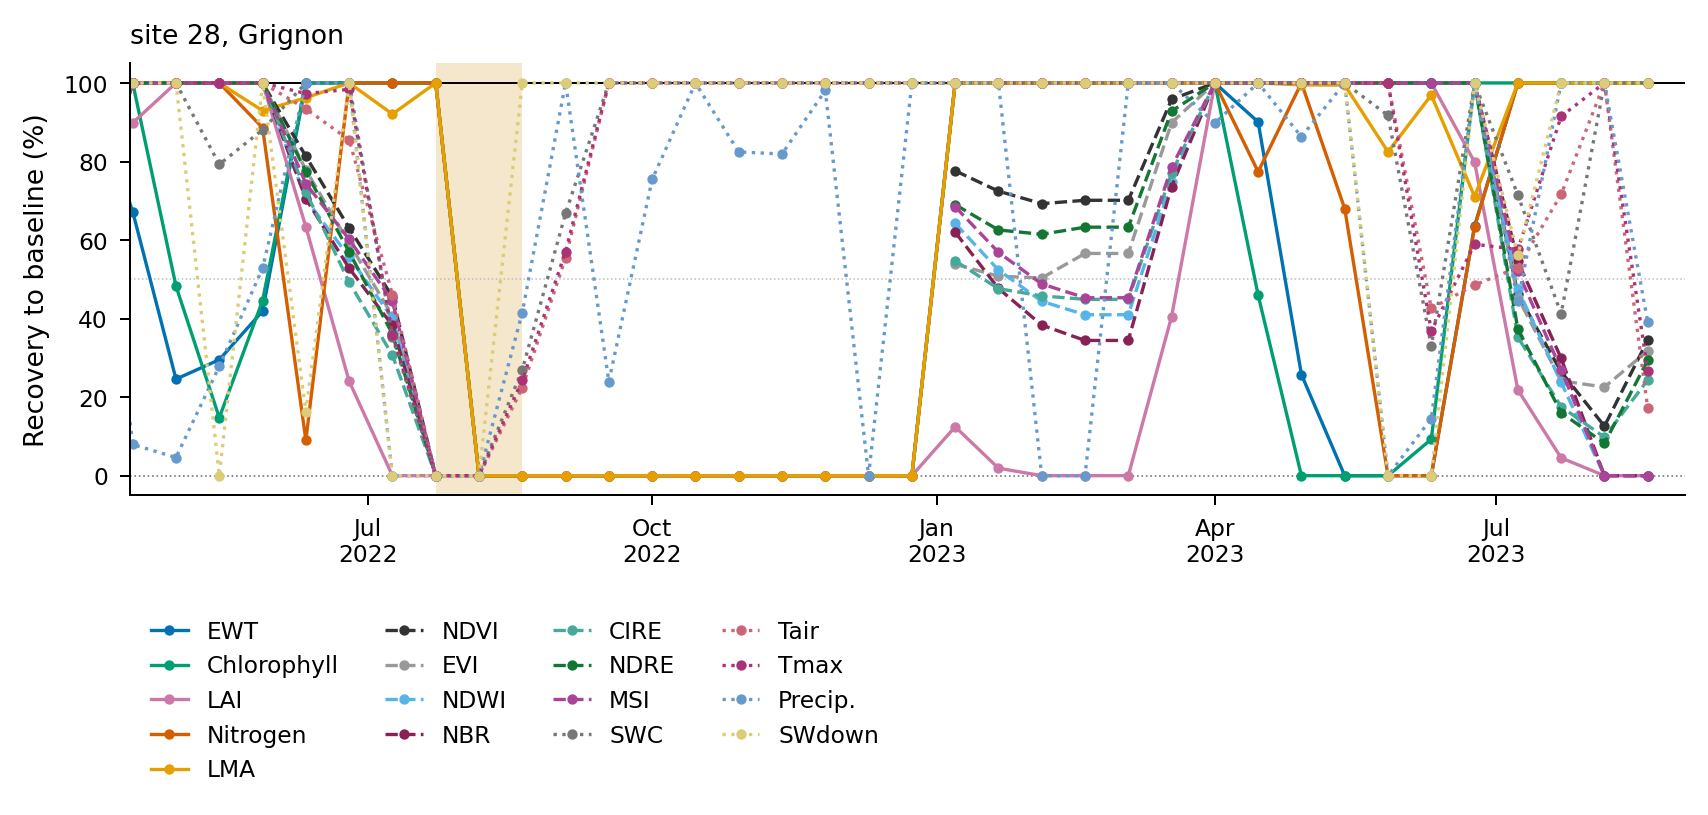 site 28, Grignon
Recovery to baseline (%)
100
80
60
40
20
0
Jul
2022
Oct
2022
Jan
2023
Apr
2023
Jul
2023
EWT
Chlorophyll
LAI
Nitrogen
LMA
NDVI
EVI
NDWI
NBR
CIRE
NDRE
MSI
SWC
Tair
Tmax
Precip.
SWdown